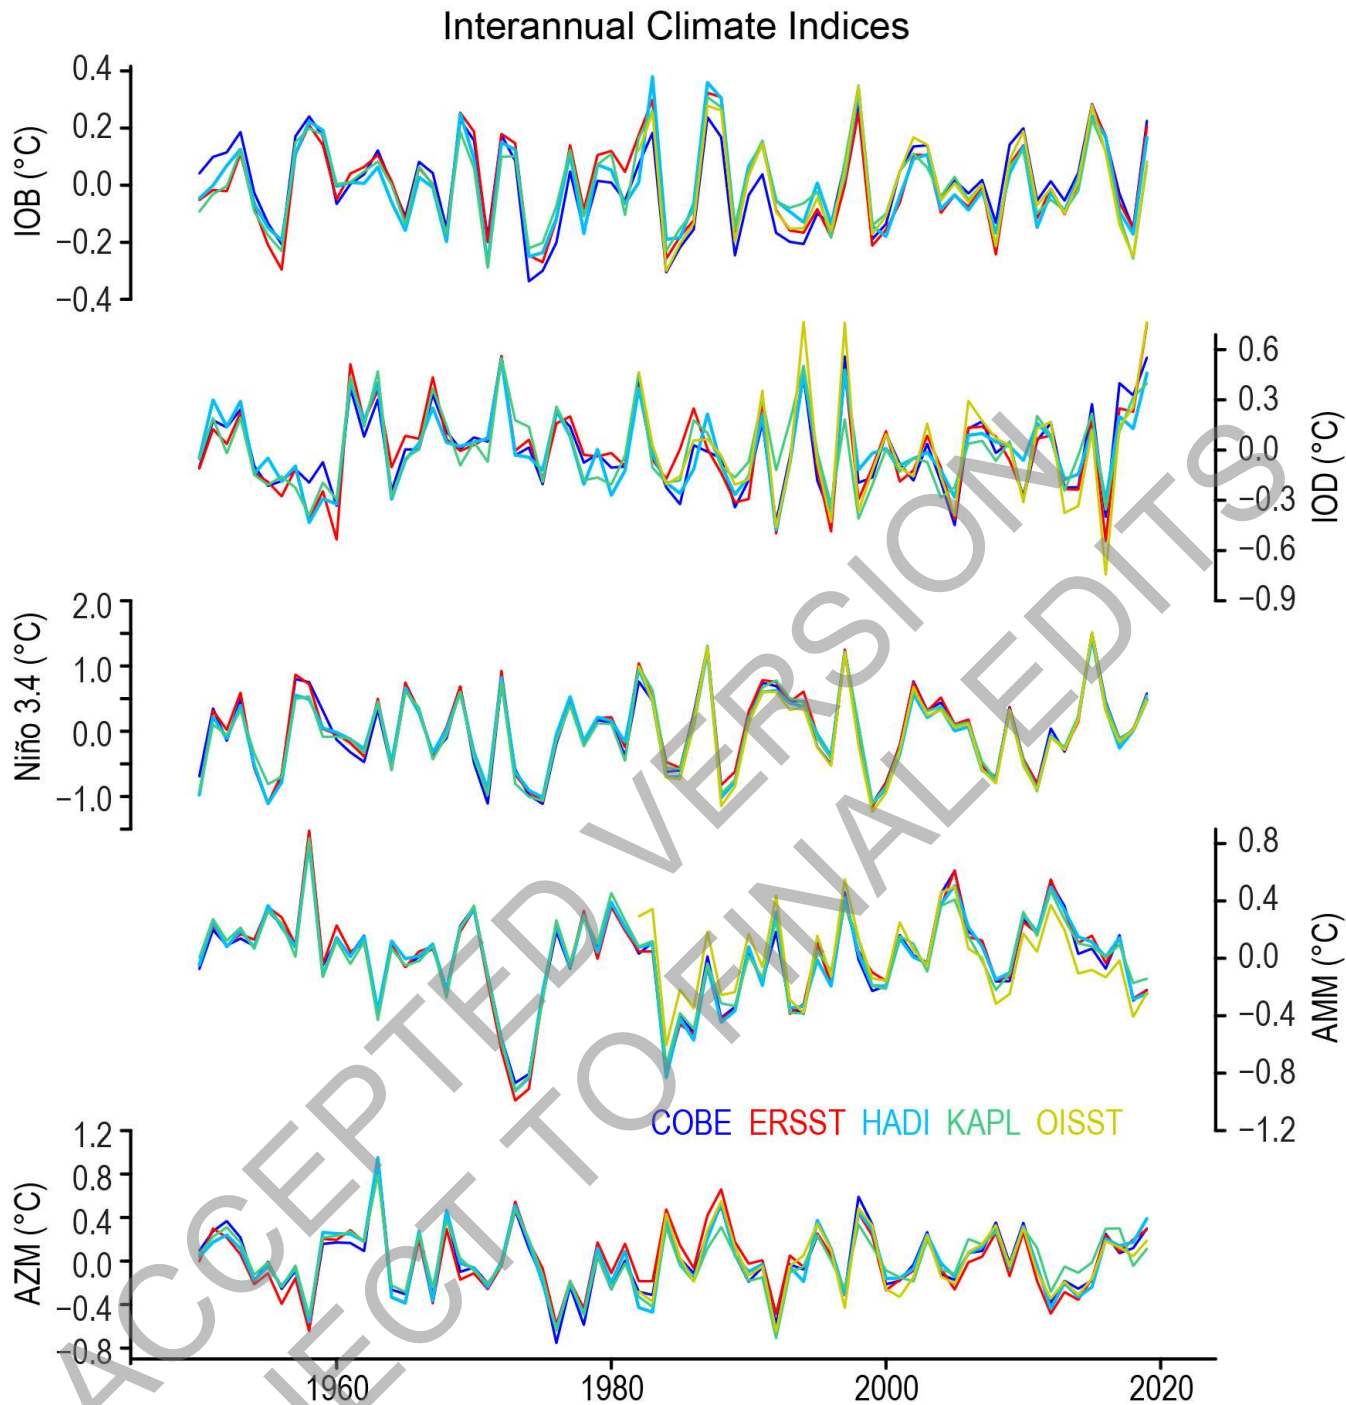 Interannual Climate Indices
0.4
0.2
0.0
−0.2
−0.4
IOB (°C)
0.6
0.3
0.0
−0.3
−0.6
−0.9
IOD (°C)
2.0
1.0
0.0
−1.0
Niño 3.4 (°C)
0.8
0.4
0.0
−0.4
−0.8
−1.2
AMM (°C)
COBE ERSST HADI KAPL OISST
1.2
0.8
0.4
0.0
−0.4
−0.8
AZM (°C)
1960 1980 2000 2020
ACCEPTED VERSION
JECT TO FINAL EDITS